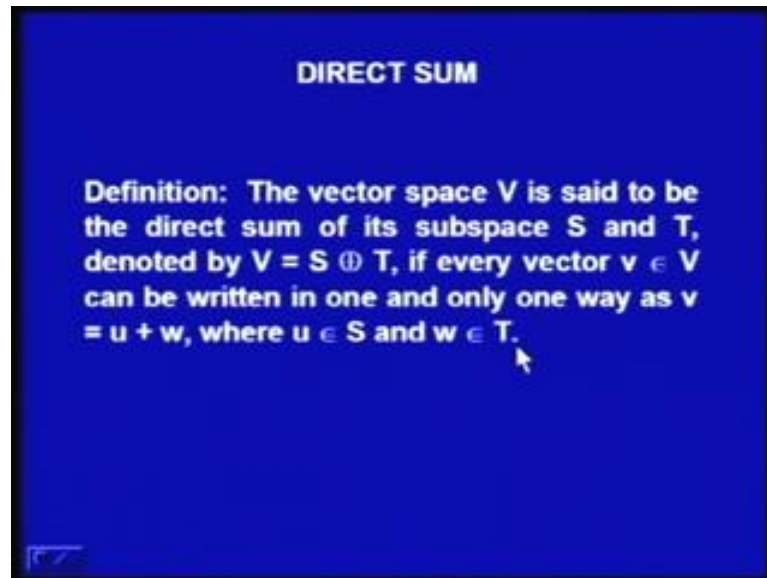 DIRECT SUM
Definition: The vector space V is said to be
the direct sum of its subspace S and T,
denoted by V = S ⊕ T, if every vector v ∈ V
can be written in one and only one way as v
= u + w, where u ∈ S and w ∈ T.